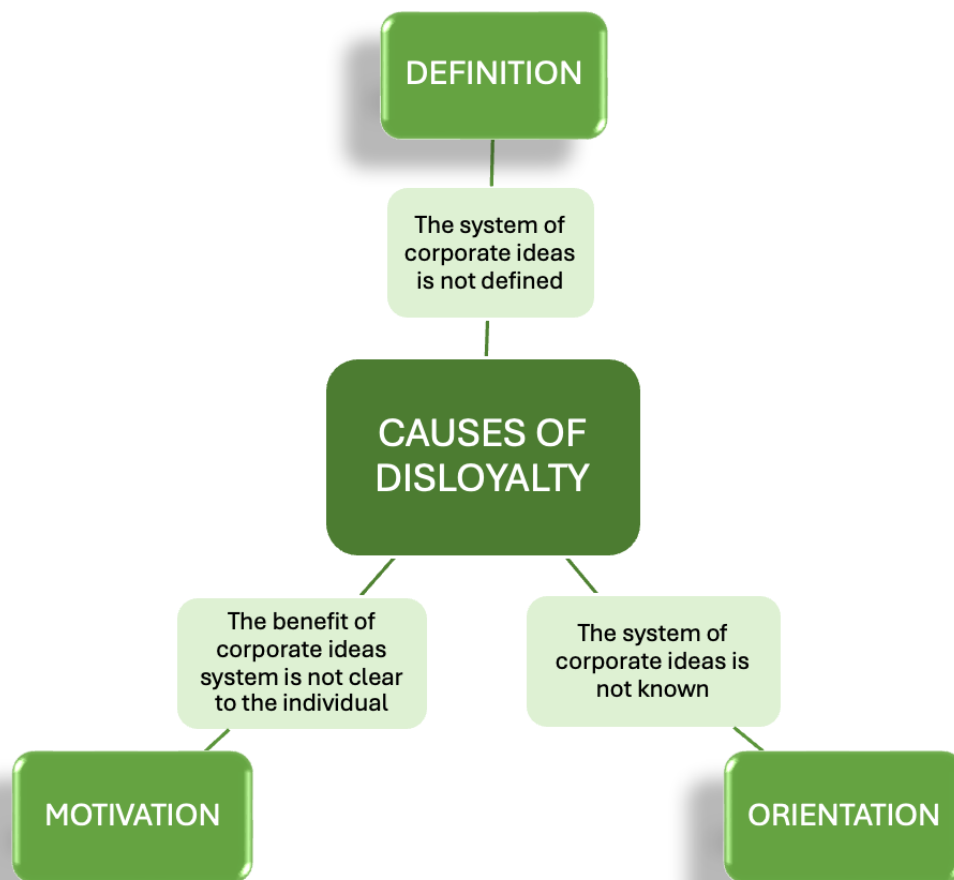 DEFINITION
The system of
corporate ideas
is not defined
CAUSES OF
DISLOYALTY
The benefit of
corporate ideas
system is not clear
to the individual
The system of
corporate ideas is
not known
MOTIVATION
ORIENTATION